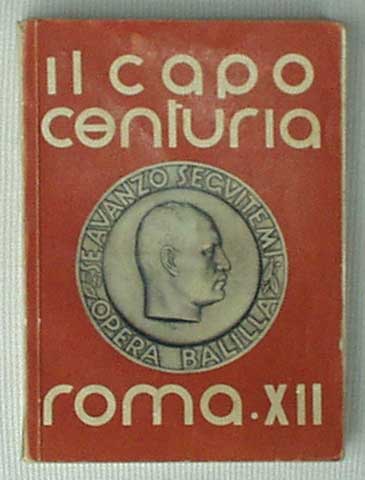 il capo
centuria
SE AVANZO SEGVITEMI
OPERA BALILLA
roma·XII